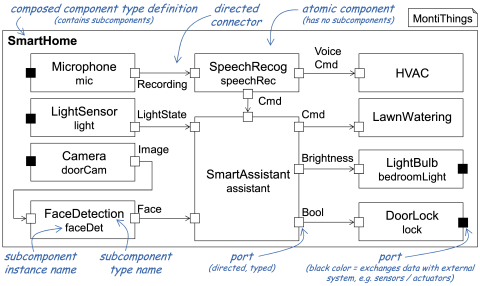 composed component type definition
(contains subcomponents)
directed
connector
atomic component
(has no subcomponents)
MontiThings
SmartHome
Microphone
mic
Recording
SpeechRecog
speechRec
Voice
Cmd
HVAC
Cmd
LightSensor
light
LightState
Cmd
LawnWatering
Camera
doorCam
Image
SmartAssistant
assistant
Brightness
LightBulb
bedroomLight
FaceDetection
faceDet
Face
Bool
DoorLock
lock
subcomponent
instance name
subcomponent
type name
port
(directed, typed)
port
(black color = exchanges data with external
system, e.g. sensors / actuators)